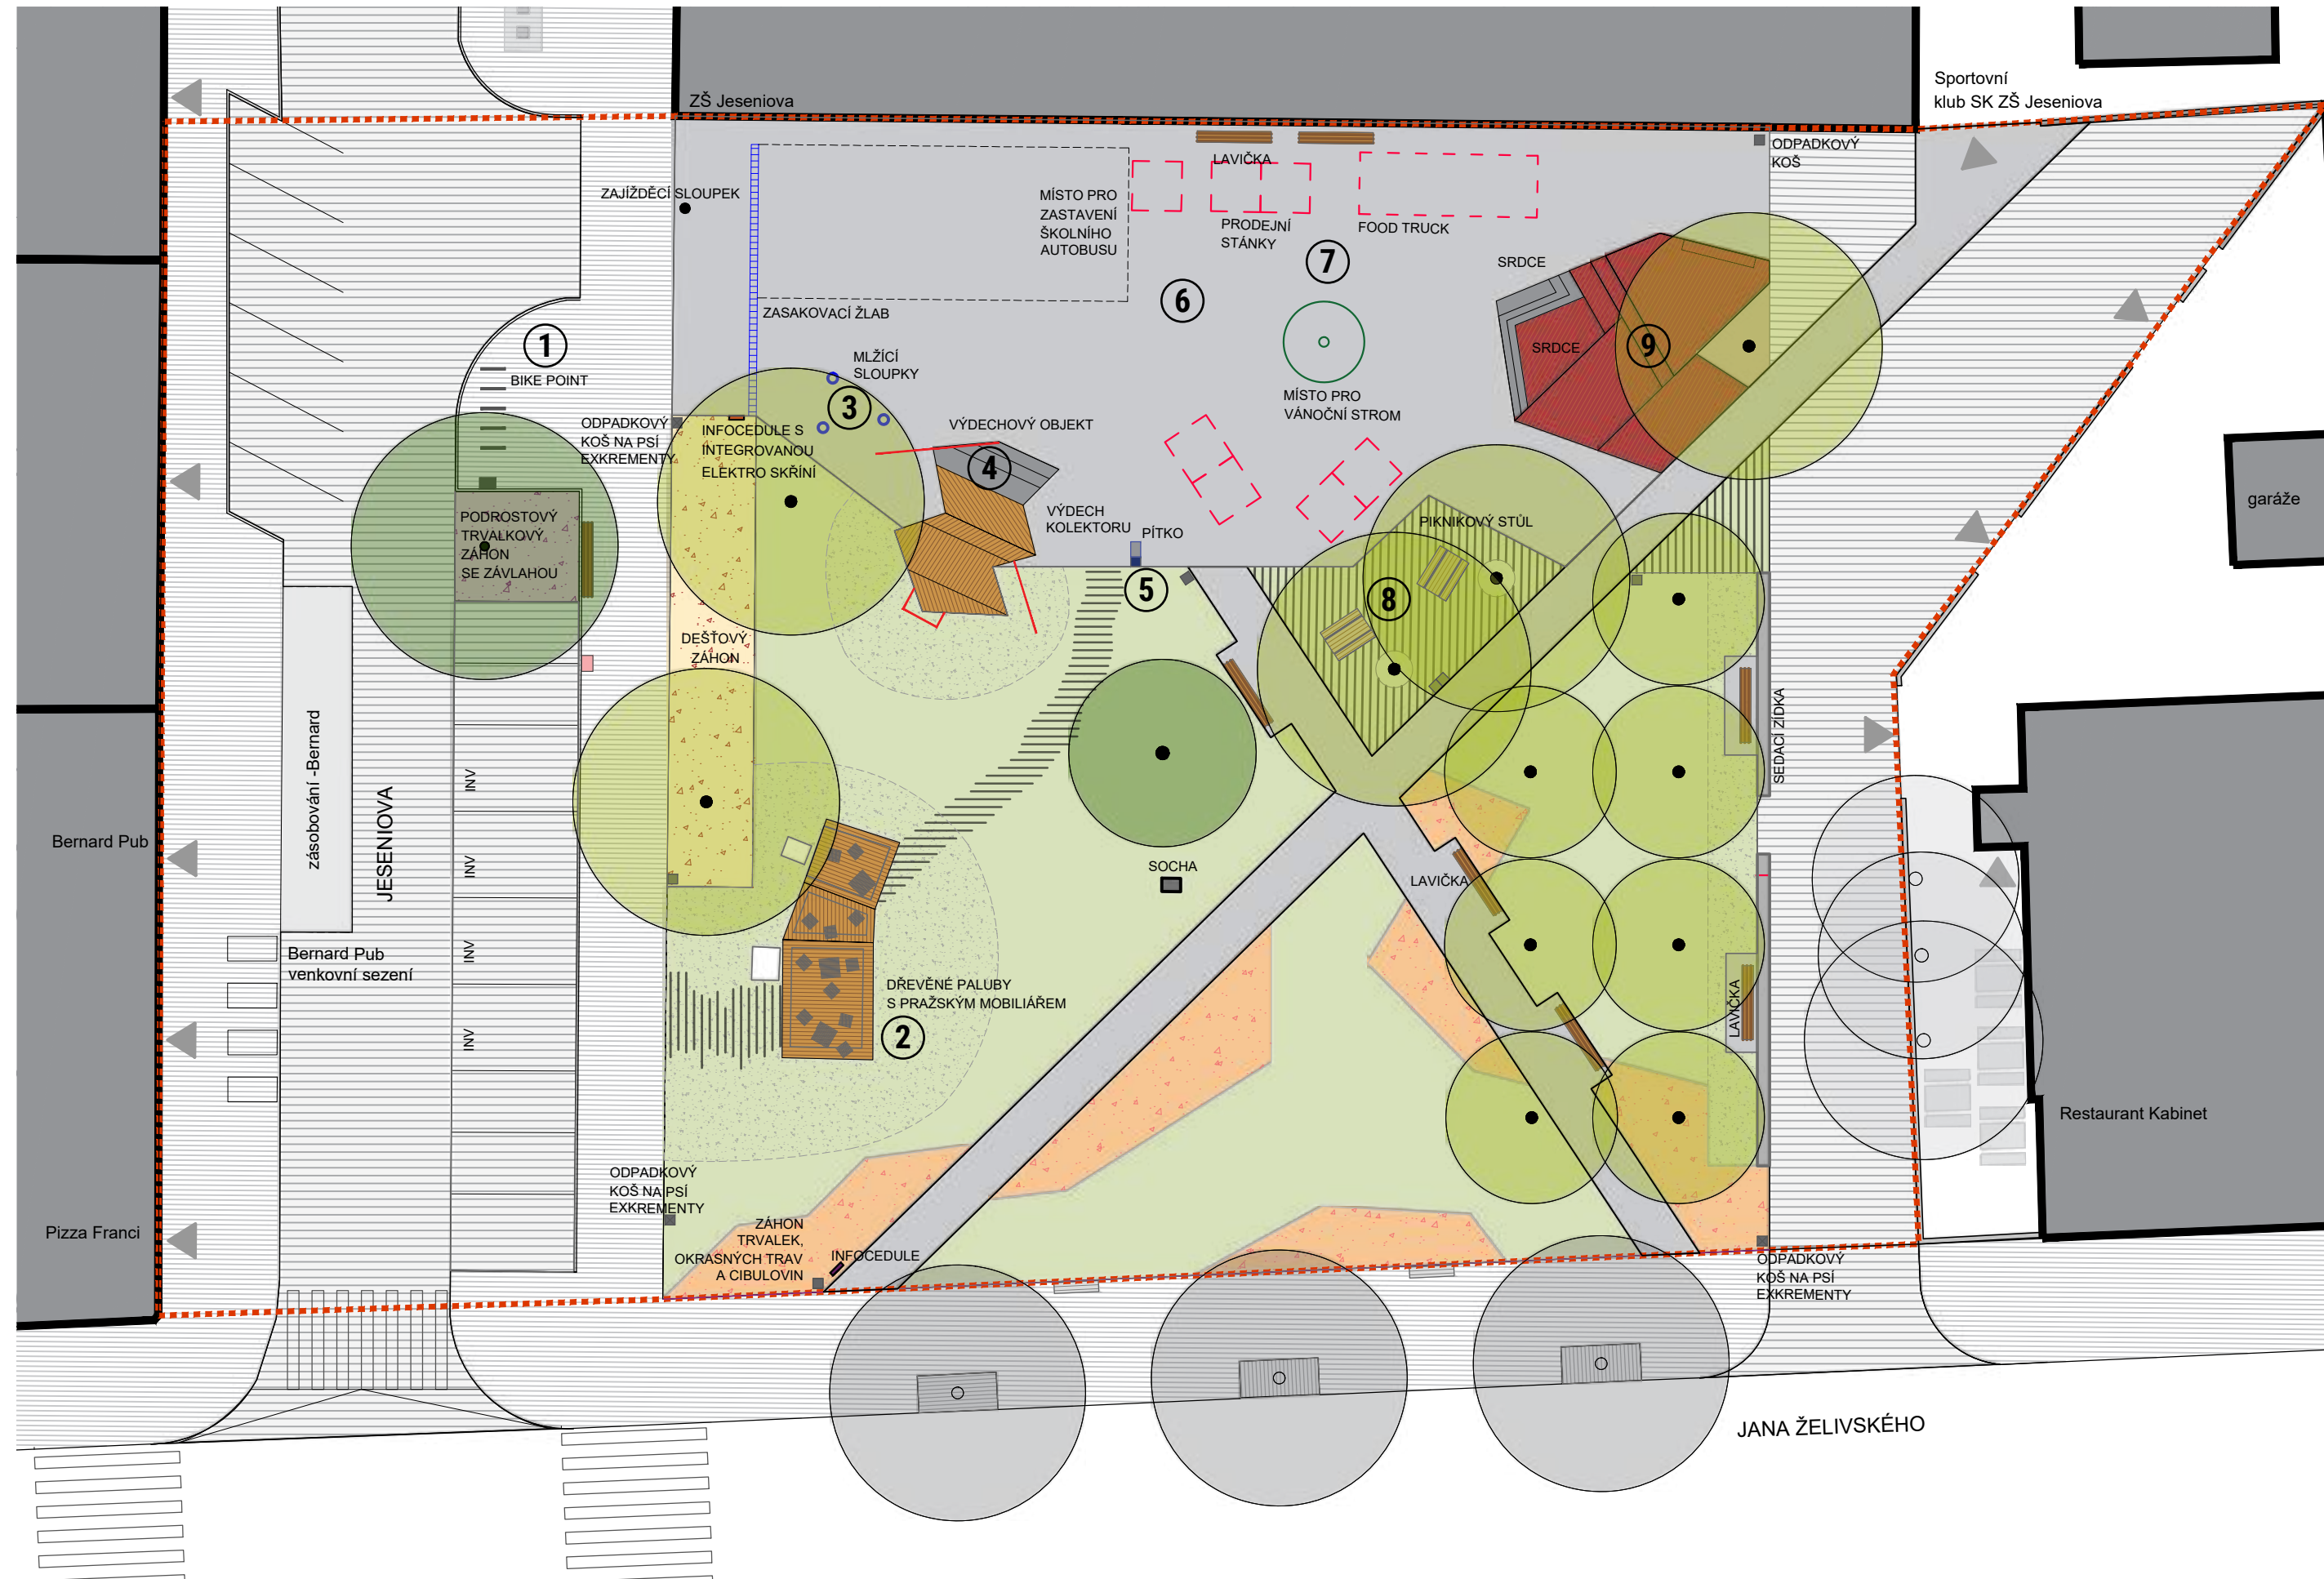 ZŠ Jeseniova
Sportovní
klub SK ZŠ Jeseniova
ODPADKOVÝ
KOŠ
LAVIČKA
ZAJÍŽDĚCÍ SLOUPEK
MÍSTO PRO
ZASTAVENÍ
ŠKOLNÍHO
AUTOBUSU
PRODEJNÍ
STÁNKY
FOOD TRUCK
7
6
SRDCE
SRDCE
9
ZASAKOVACÍ ŽLAB
1
BIKE POINT
MLŽÍCÍ
SLOUPKY
3
MÍSTO PRO
VÁNOČNÍ STROM
ODPADKOVÝ
KOŠ NA PSÍ
EXKREMENTY
INFOCEDULE S
INTEGROVANOU
ELEKTRO SKŘÍNÍ
VÝDECHOVÝ OBJEKT
4
VÝDECH
KOLEKTORU
PÍTKO
5
PIKNIKOVÝ STŮL
8
garáže
PODROSTOVÝ
TRVALKOVÝ
ZÁHON
SE ZÁVLAHOU
DEŠŤOVÝ
ZÁHON
SEDACÍ ZÍDKA
zásobování -Bernard
JESENIOVA
INV
INV
INV
INV
Bernard Pub
SOCHA
LAVIČKA
LAVIČKA
Bernard Pub
venkovní sezení
DŘEVĚNÉ PALUBY
S PRAŽSKÝM MOBILIÁŘEM
2
Restaurant Kabinet
Pizza Franci
ODPADKOVÝ
KOŠ NA PSÍ
EXKREMENTY
ZÁHON
TRVALEK,
OKRASNÝCH TRAV
A CIBULOVIN
INFOCEDULE
ODPADKOVÝ
KOŠ NA PSÍ
EXKREMENTY
JANA ŽELIVSKÉHO